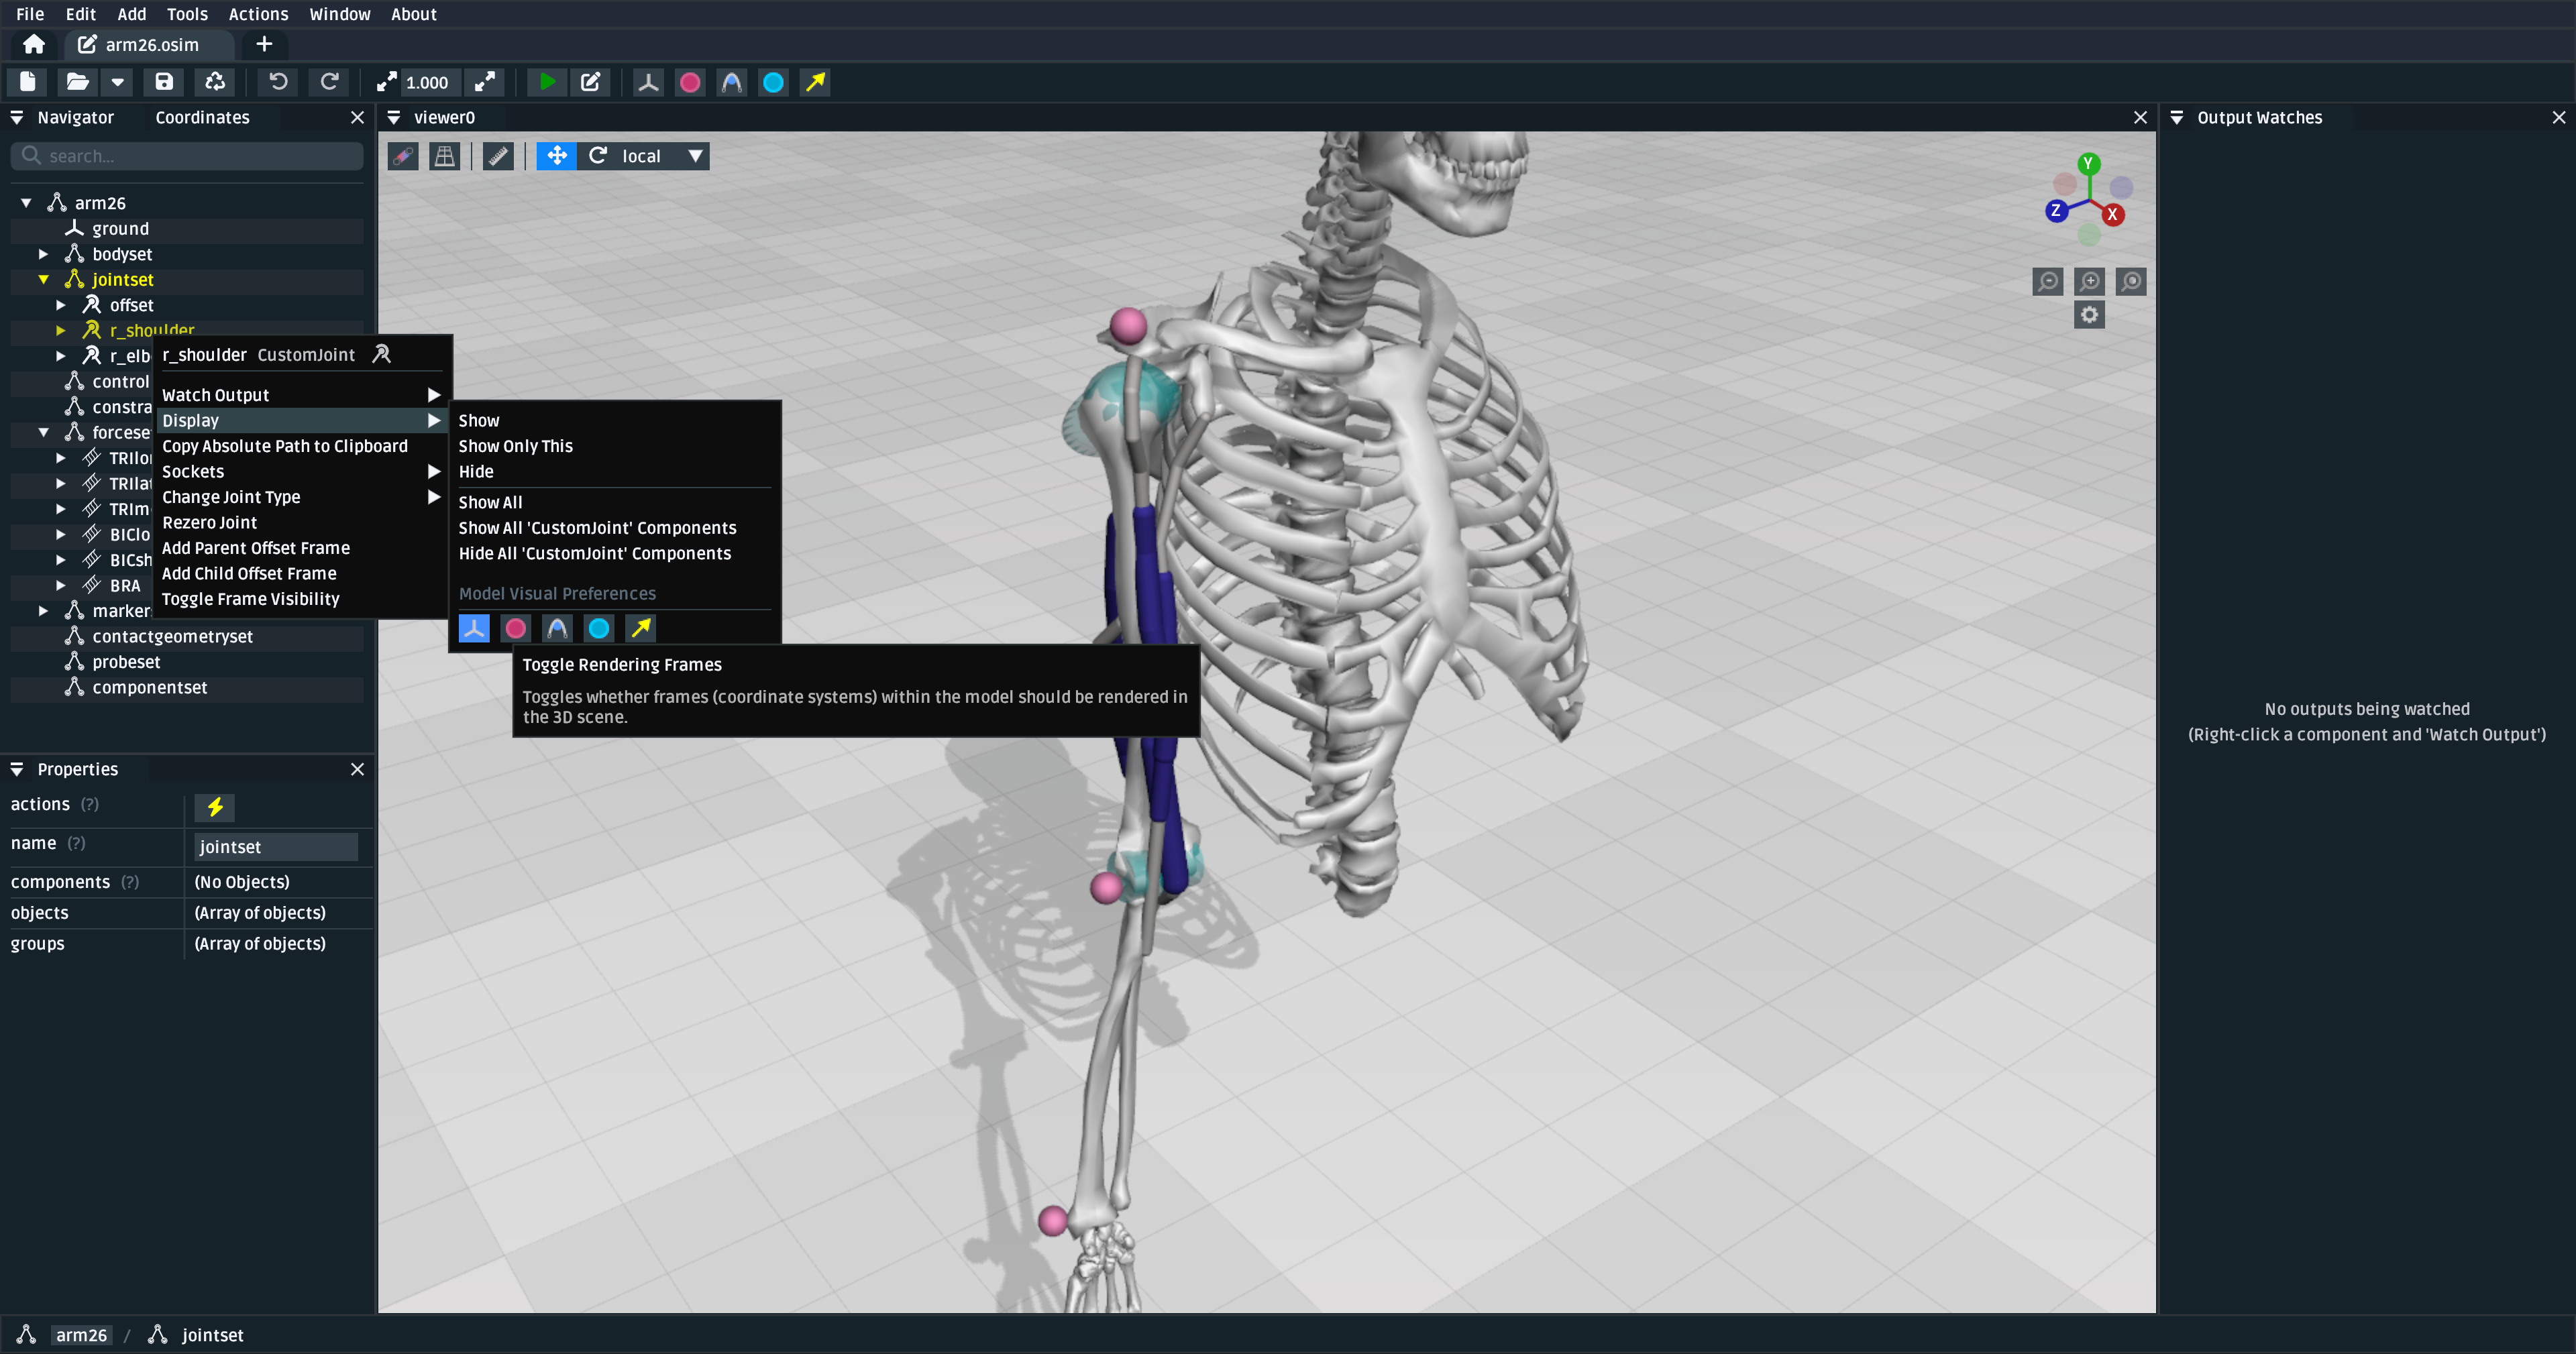 File Edit Add Tools Actions Window About
arm26.osim
1.000
Navigator Coordinates
search...
arm26
ground
bodyset
jointset
offset
r_shoulder
r_elb
control
constra
forcese
TRIlo
TRIlat
TRIm
BIClo
BICsh
BRA
marker
contactgeometryset
probeset
componentset
r_shoulder CustomJoint
Watch Output
Display
Copy Absolute Path to Clipboard
Sockets
Change Joint Type
Rezero Joint
Add Parent Offset Frame
Add Child Offset Frame
Toggle Frame Visibility
Show
Show Only This
Hide
Show All
Show All 'CustomJoint' Components
Hide All 'CustomJoint' Components
Model Visual Preferences
Toggle Rendering Frames
Toggles whether frames (coordinate systems) within the model should be rendered in
the 3D scene.
Properties
actions (?)
name (?) jointset
components (?) (No Objects)
objects (Array of objects)
groups (Array of objects)
viewer0
local
Y
Z
X
Output Watches
No outputs being watched
(Right-click a component and 'Watch Output')
arm26 / jointset